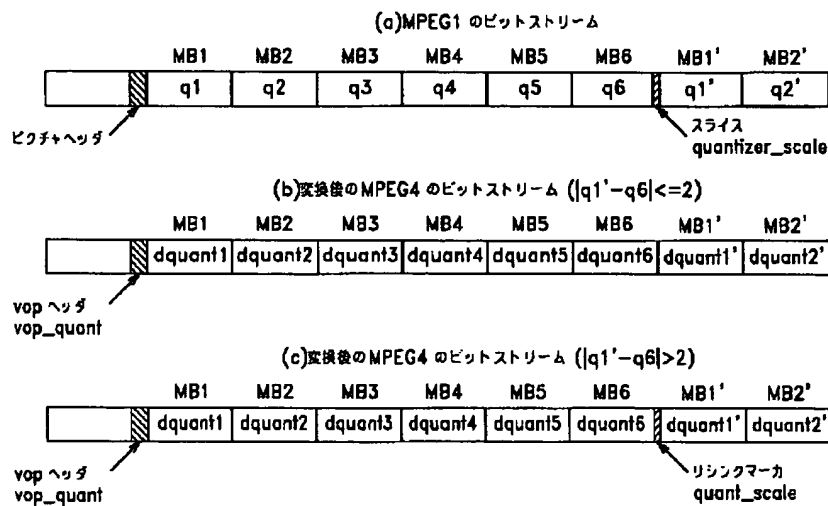 (a)MPEG1 のビットストリーム
MB1 MB2 MB3 MB4 MB5 MB6 MB1' MB2'
q1 q2 q3 q4 q5 q6 q1' q2'
ピクチャヘッダ
スライス
quantizer_scale
(b)変換後のMPEG4 のビットストリーム (|q1'-q6|<=2)
MB1 MB2 MB3 MB4 MB5 MB6 MB1' MB2'
dquant1 dquant2 dquant3 dquant4 dquant5 dquant6 dquant1' dquant2'
vop ヘッダ
vop_quant
(c)変換後のMPEG4 のビットストリーム (|q1'-q6|>2)
MB1 MB2 MB3 MB4 MB5 MB6 MB1' MB2'
dquant1 dquant2 dquant3 dquant4 dquant5 dquant6 dquant1' dquant2'
vop ヘッダ
vop_quant
リシンクマーカ
quant_scale